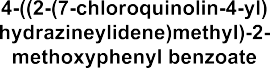 4-((2-(7-chloroquinolin-4-yl)
hydrazineylidene)methyl)-2-
methoxyphenyl benzoate